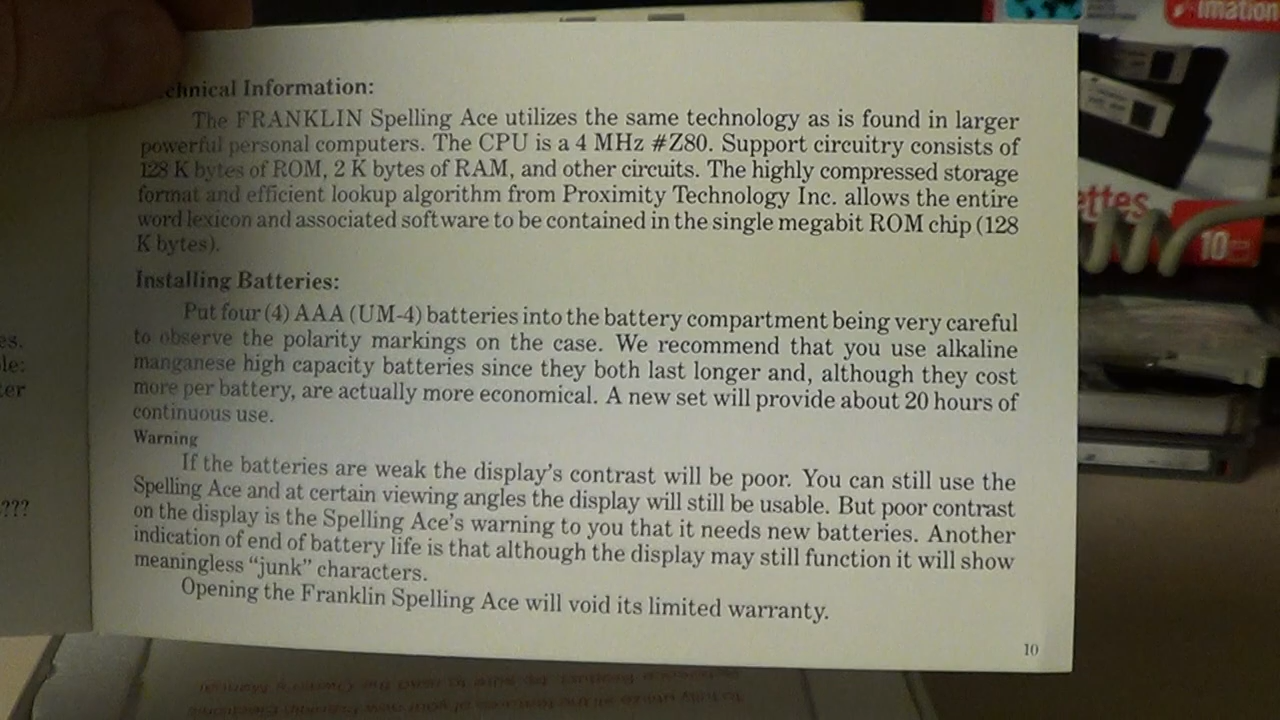 chnical Information:
The FRANKLIN Spelling Ace utilizes the same technology as is found in larger
powerful personal computers. The CPU is a 4 MHz #Z80. Support circuitry consists of
128 K bytes of ROM, 2 K bytes of RAM, and other circuits. The highly compressed storage
format and efficient lookup algorithm from Proximity Technology Inc. allows the entire
word lexicon and associated software to be contained in the single megabit ROM chip (128
K bytes).
Installing Batteries:
Put four (4) AAA (UM-4) batteries into the battery compartment being very careful
to observe the polarity markings on the case. We recommend that you use alkaline
manganese high capacity batteries since they both last longer and, although they cost
more per battery, are actually more economical. A new set will provide about 20 hours of
continuous use.
Warning
If the batteries are weak the display's contrast will be poor. You can still use the
Spelling Ace and at certain viewing angles the display will still be usable. But poor contrast
on the display is the Spelling Ace's warning to you that it needs new batteries. Another
indication of end of battery life is that although the display may still function it will show
meaningless "junk" characters.
Opening the Franklin Spelling Ace will void its limited warranty.
10
es.
le:
ter
???
imation
ettes
10